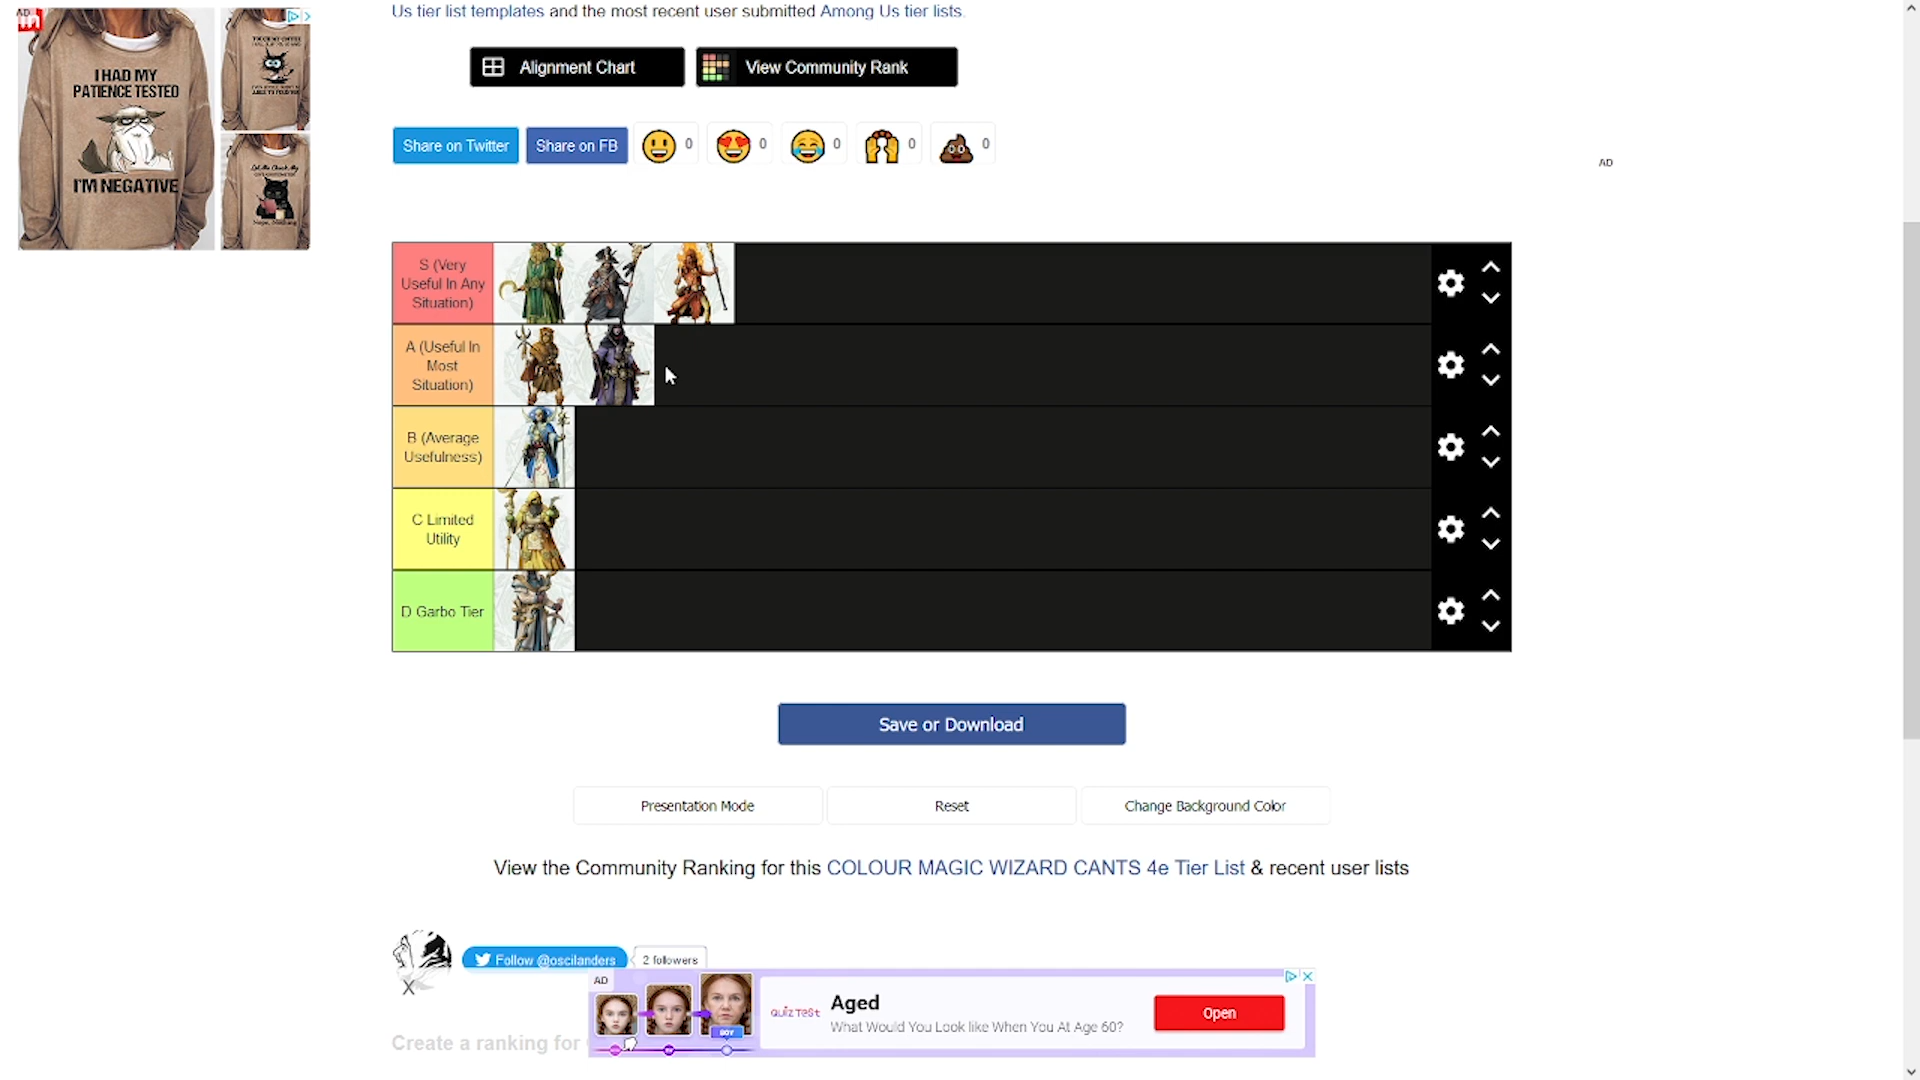 Us tier list templates and the most recent user submitted Among Us tier lists.
AD
I HAD MY
PATIENCE TESTED
I'M NEGATIVE
Alignment Chart
View Community Rank
Share on Twitter
Share on FB
0
0
0
0
0
AD
S (Very
Useful In Any
Situation)
A (Useful In
Most
Situation)
B (Average
Usefulness)
C Limited
Utility
D Garbo Tier
Save or Download
Presentation Mode
Reset
Change Background Color
View the Community Ranking for this COLOUR MAGIC WIZARD CANTS 4e Tier List & recent user lists
Follow @oscilanders
2 followers
X
AD
BOY
QUIZTEST
Aged
What Would You Look like When You At Age 60?
Open
Create a ranking for